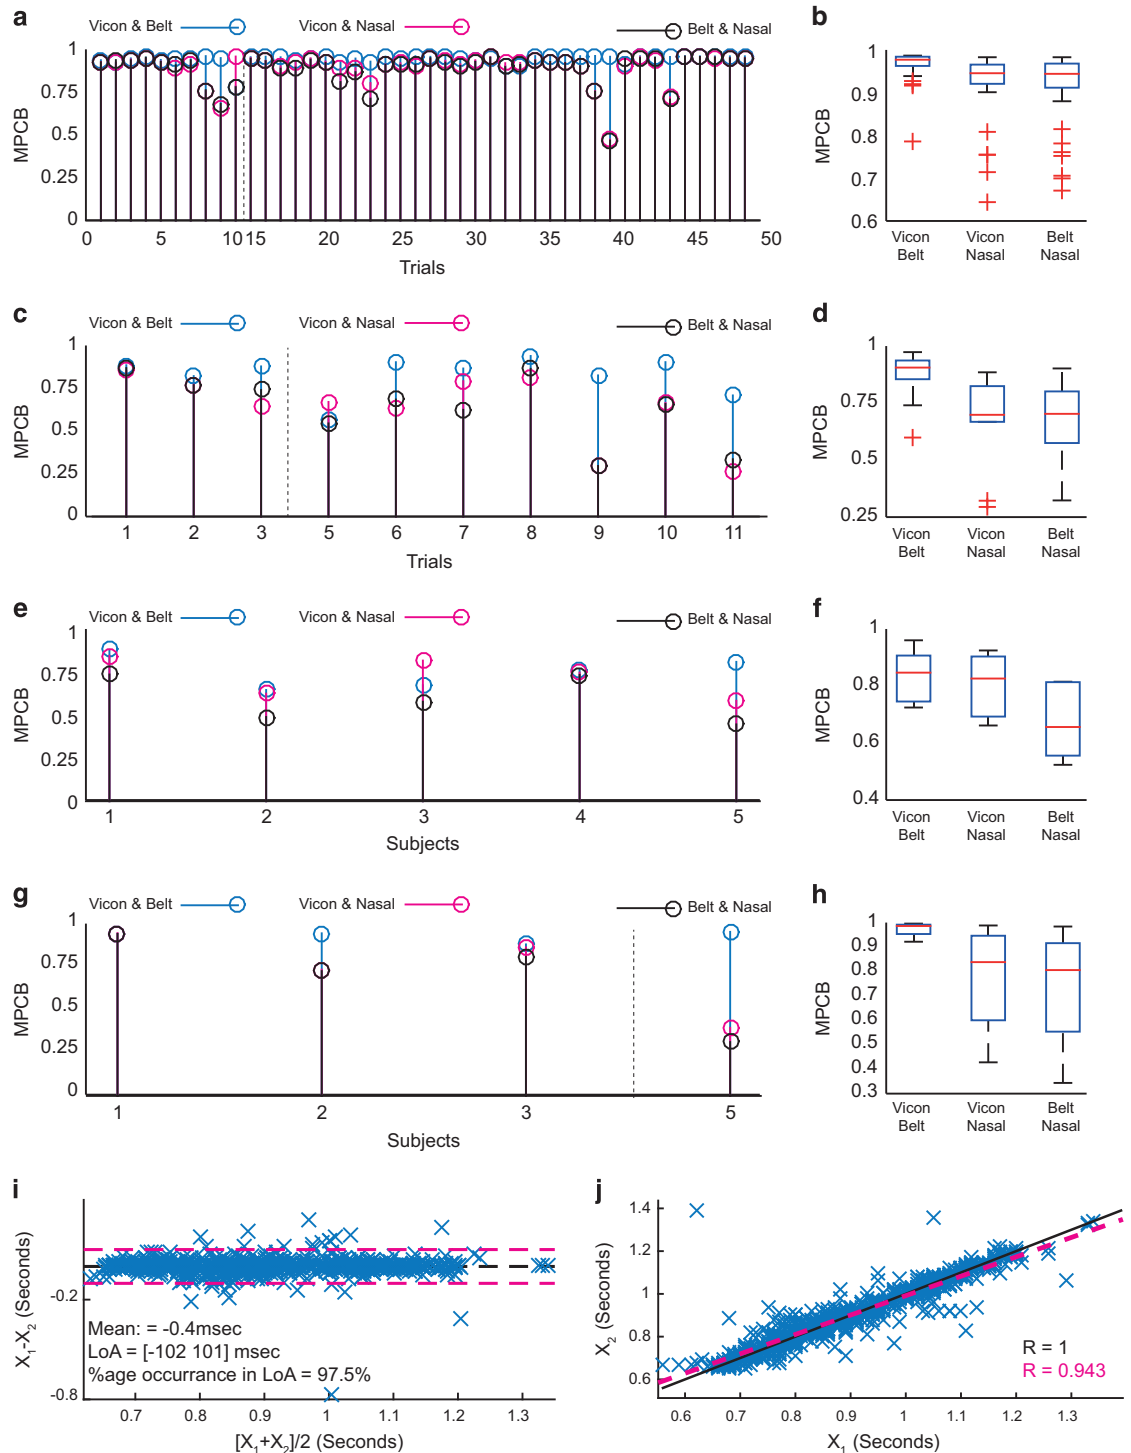 a
Vicon & Belt
Vicon & Nasal
Belt & Nasal
MPCB
1
0.75
0.5
0.25
0
0 5 10 15 20 25 30 35 40 45 50
Trials
b
MPCB
1
0.9
0.8
0.7
0.6
Vicon Vicon Belt
Belt Nasal Nasal
c
Vicon & Belt
Vicon & Nasal
Belt & Nasal
MPCB
1
0.75
0.5
0.25
0
1 2 3 5 6 7 8 9 10 11
Trials
d
MPCB
1
0.75
0.5
0.25
Vicon Vicon Belt
Belt Nasal Nasal
e
Vicon & Belt
Vicon & Nasal
Belt & Nasal
MPCB
1
0.75
0.5
0.25
0
1 2 3 4 5
Subjects
f
MPCB
1
0.8
0.6
0.4
Vicon Vicon Belt
Belt Nasal Nasal
g
Vicon & Belt
Vicon & Nasal
Belt & Nasal
MPCB
1
0.75
0.5
0.25
0
1 2 3 5
Subjects
h
MPCB
1
0.9
0.8
0.7
0.6
0.5
0.4
0.3
Vicon Vicon Belt
Belt Nasal Nasal
i
X1-X2 (Seconds)
-0.2
-0.8
Mean: = -0.4msec
LoA = [-102 101] msec
%age occurrance in LoA = 97.5%
0.7 0.8 0.9 1 1.1 1.2 1.3
[X1+X2]/2 (Seconds)
j
X2 (Seconds)
1.4
1.2
1
0.8
0.6
R = 1
R = 0.943
0.6 0.7 0.8 0.9 1 1.1 1.2 1.3
X1 (Seconds)